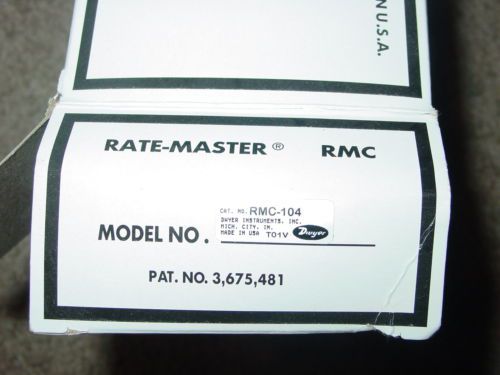 N U.S.A.
RATE-MASTER® RMC
CAT. NO. RMC-104
DWYER INSTRUMENTS, INC.
MICH. CITY, IN.
MADE IN USA T01V Dwyer
MODEL NO.
PAT. NO. 3,675,481